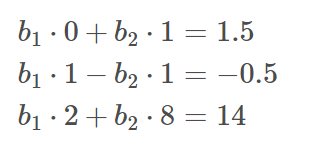 b₁ · 0 + b₂ · 1 = 1.5
b₁ · 1 − b₂ · 1 = −0.5
b₁ · 2 + b₂ · 8 = 14